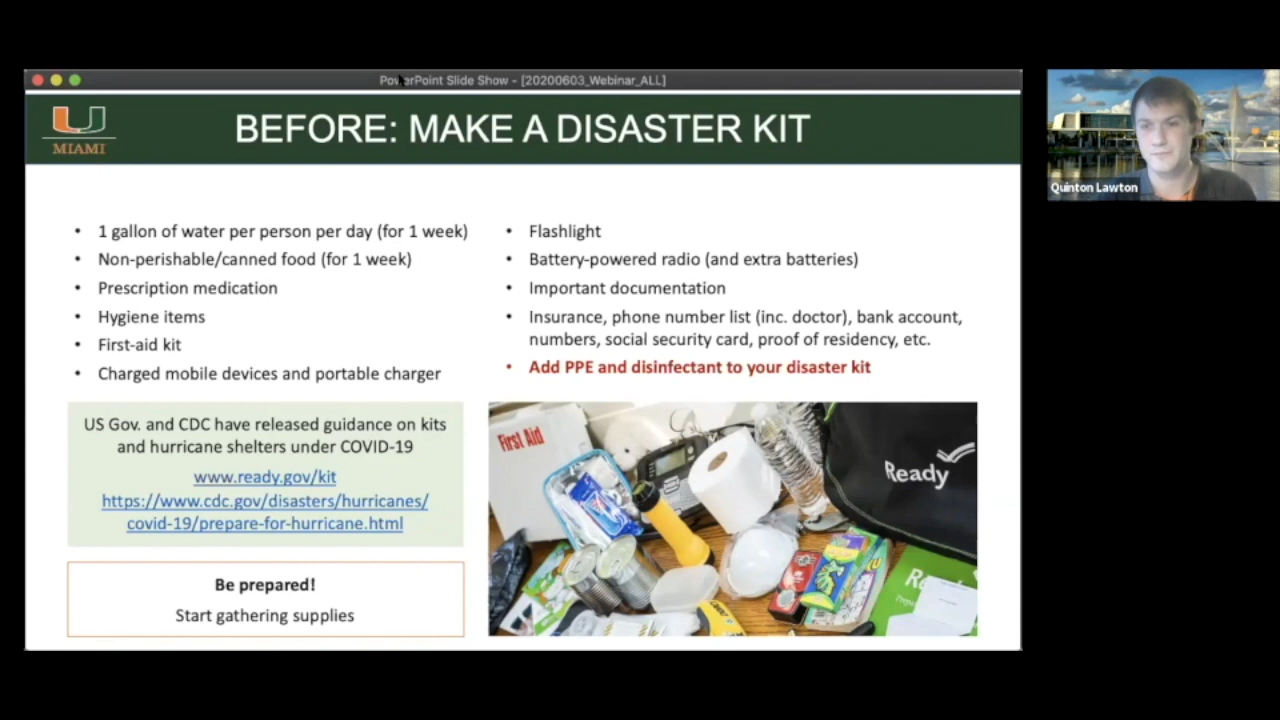 PowerPoint Slide Show - [20200603_Webinar_ALL]
U
MIAMI
BEFORE: MAKE A DISASTER KIT
• 1 gallon of water per person per day (for 1 week)
• Non-perishable/canned food (for 1 week)
• Prescription medication
• Hygiene items
• First-aid kit
• Charged mobile devices and portable charger
• Flashlight
• Battery-powered radio (and extra batteries)
• Important documentation
• Insurance, phone number list (inc. doctor), bank account,
numbers, social security card, proof of residency, etc.
• Add PPE and disinfectant to your disaster kit
US Gov. and CDC have released guidance on kits
and hurricane shelters under COVID-19
www.ready.gov/kit
https://www.cdc.gov/disasters/hurricanes/
covid-19/prepare-for-hurricane.html
Be prepared!
Start gathering supplies
First Aid
Ready
Quinton Lawton